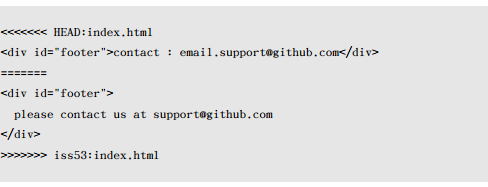 <<<<<<< HEAD:index.html
<div id="footer">contact : email.support@github.com</div>
=======
<div id="footer">
  please contact us at support@github.com
</div>
>>>>>>> iss53:index.html